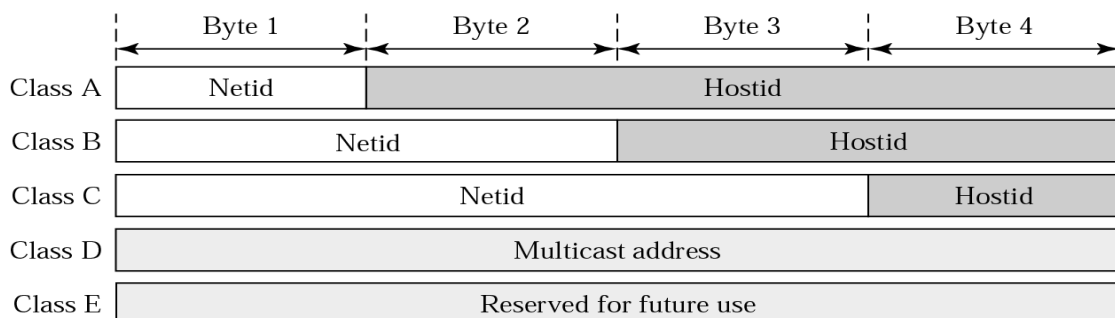 Byte 1 Byte 2 Byte 3 Byte 4
Class A Netid Hostid
Class B Netid Hostid
Class C Netid Hostid
Class D Multicast address
Class E Reserved for future use